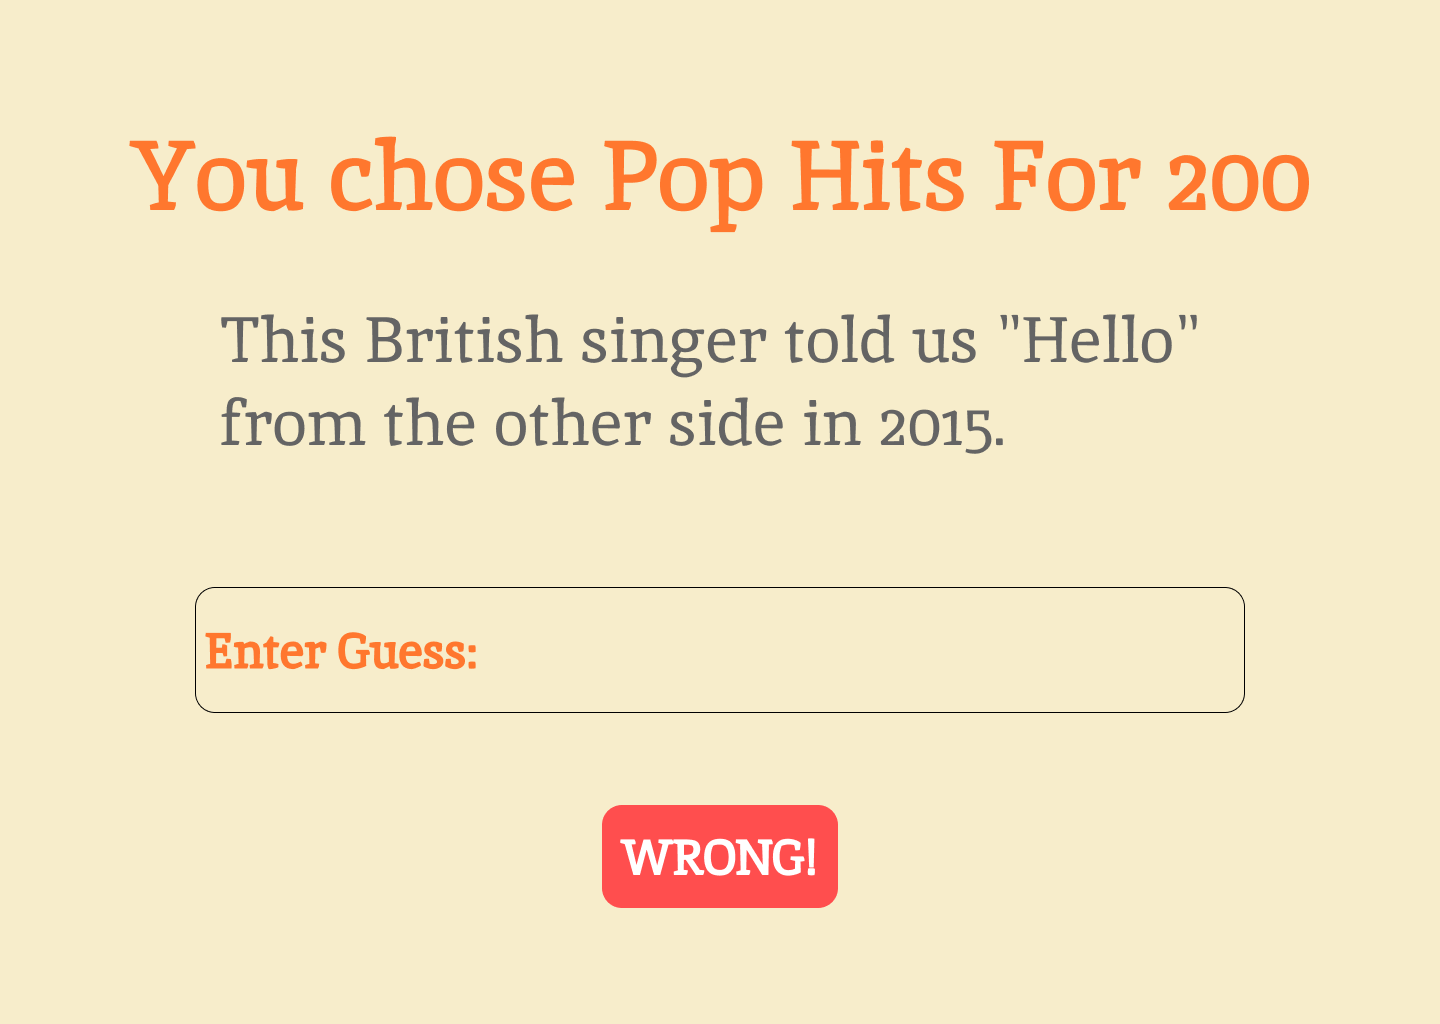 You chose Pop Hits For 200
This British singer told us "Hello"
from the other side in 2015.
Enter Guess:
WRONG!